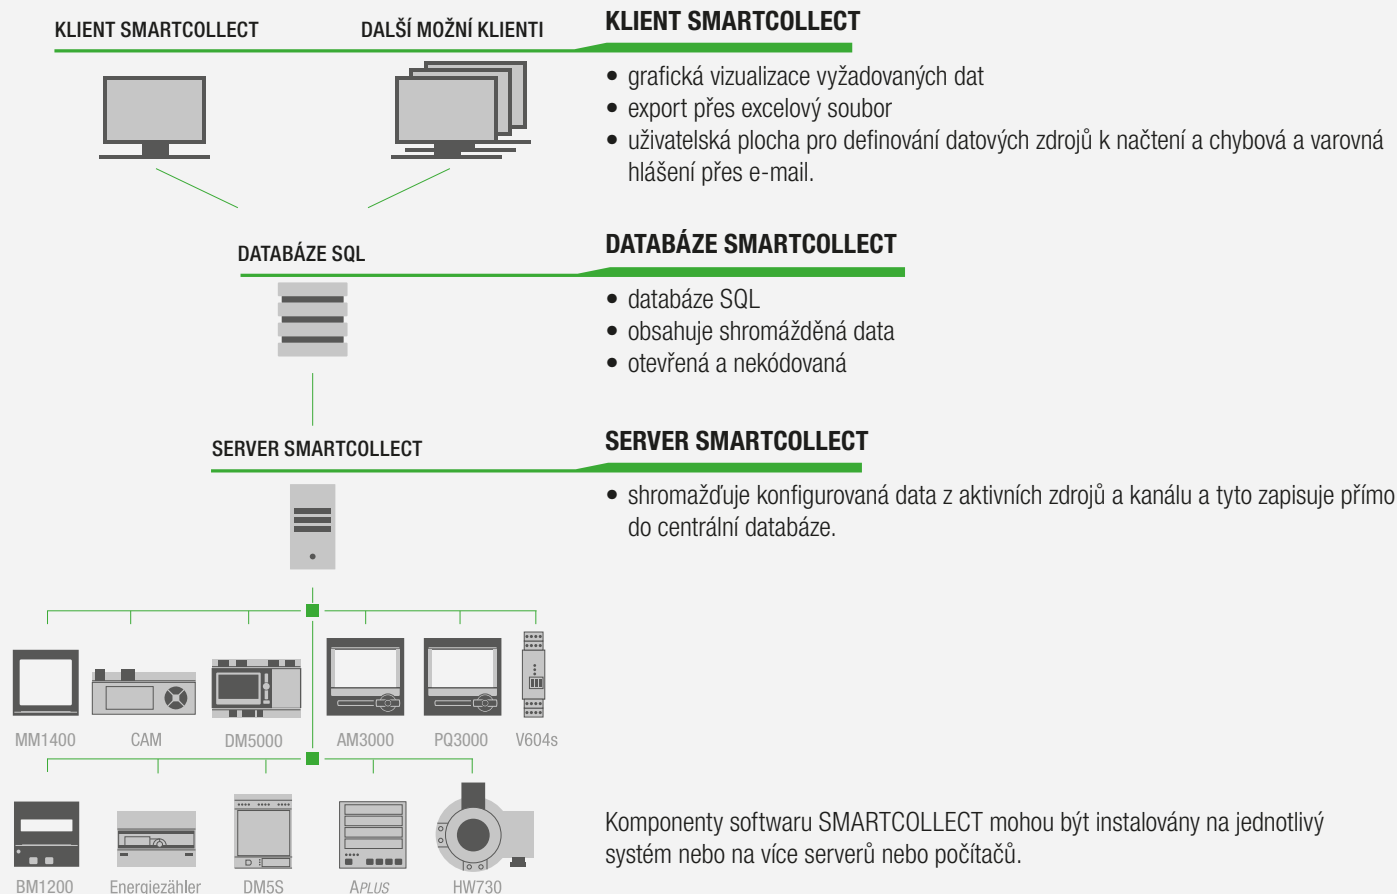 KLIENT SMARTCOLLECT
DALŠÍ MOŽNÍ KLIENTI
KLIENT SMARTCOLLECT
• grafická vizualizace vyžadovaných dat
• export přes excelový soubor
• uživatelská plocha pro definování datových zdrojů k načtení a chybová a varovná
hlášení přes e-mail.
DATABÁZE SQL
DATABÁZE SMARTCOLLECT
• databáze SQL
• obsahuje shromážděná data
• otevřená a nekódovaná
SERVER SMARTCOLLECT
SERVER SMARTCOLLECT
• shromažďuje konfigurovaná data z aktivních zdrojů a kanálu a tyto zapisuje přímo
do centrální databáze.
MM1400
CAM
DM5000
AM3000
PQ3000
V604s
BM1200
Energiezähler
DM5S
APLUS
HW730
Komponenty softwaru SMARTCOLLECT mohou být instalovány na jednotlivý
systém nebo na více serverů nebo počítačů.